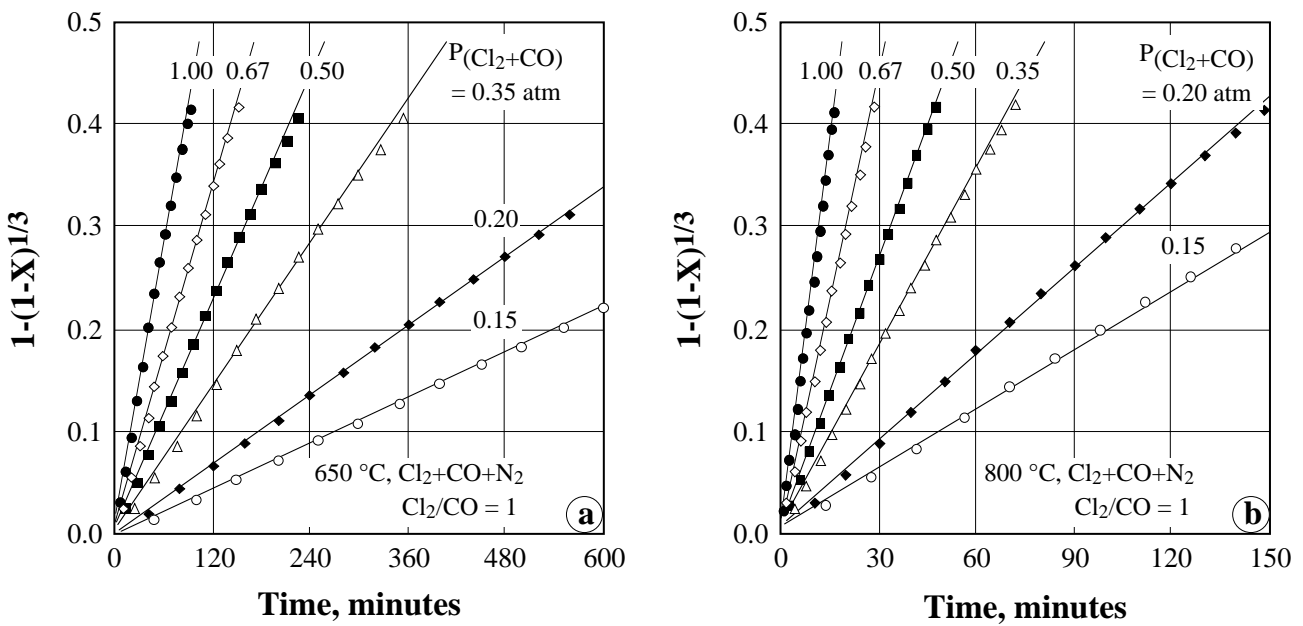 0.5
0.4
0.3
0.2
0.1
0.0
1-(1-X)1/3
0 120 240 360 480 600
Time, minutes
1.00 0.67 0.50
P(Cl2+CO)
= 0.35 atm
0.20
0.15
650 °C, Cl2+CO+N2
Cl2/CO = 1
a
0.5
0.4
0.3
0.2
0.1
0.0
1-(1-X)1/3
0 30 60 90 120 150
Time, minutes
1.00 0.67 0.50 0.35
P(Cl2+CO)
= 0.20 atm
0.15
800 °C, Cl2+CO+N2
Cl2/CO = 1
b